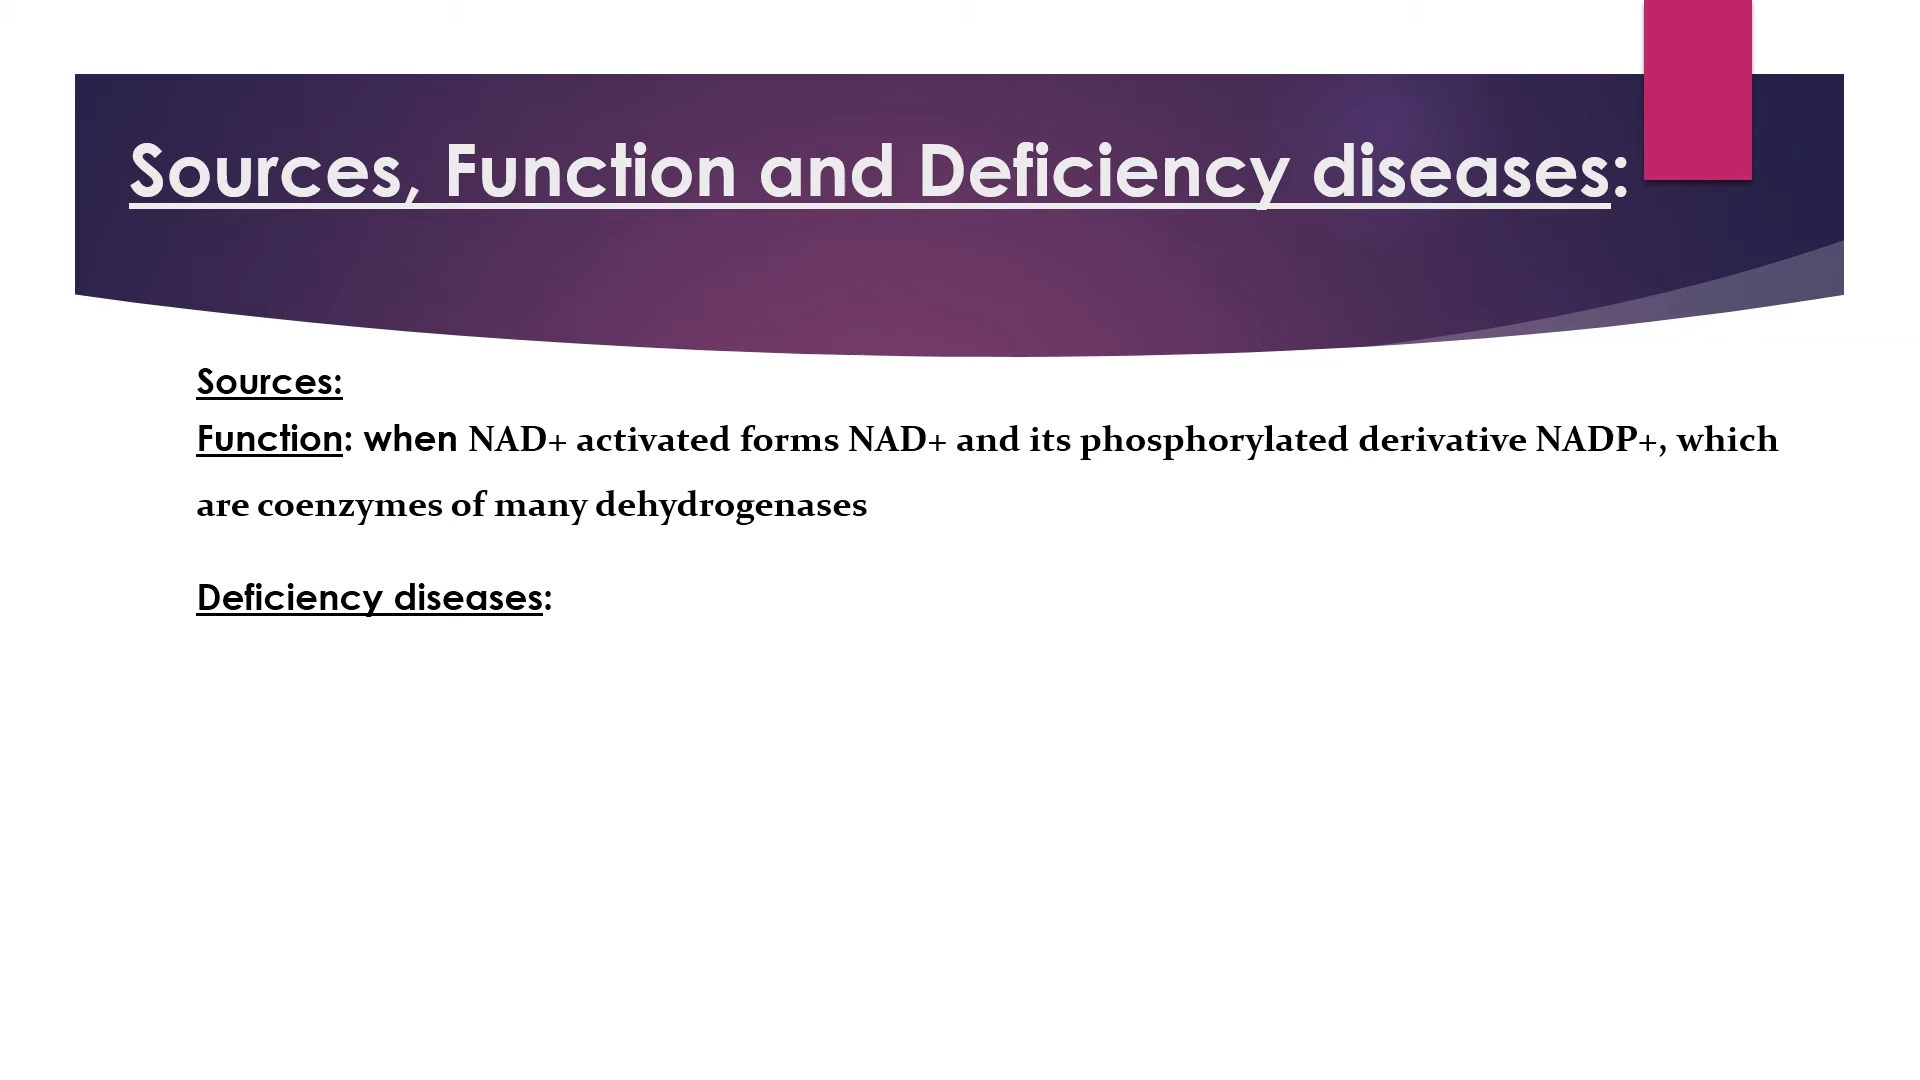 Sources, Function and Deficiency diseases:
Sources:
Function: when NAD+ activated forms NAD+ and its phosphorylated derivative NADP+, which
are coenzymes of many dehydrogenases
Deficiency diseases: